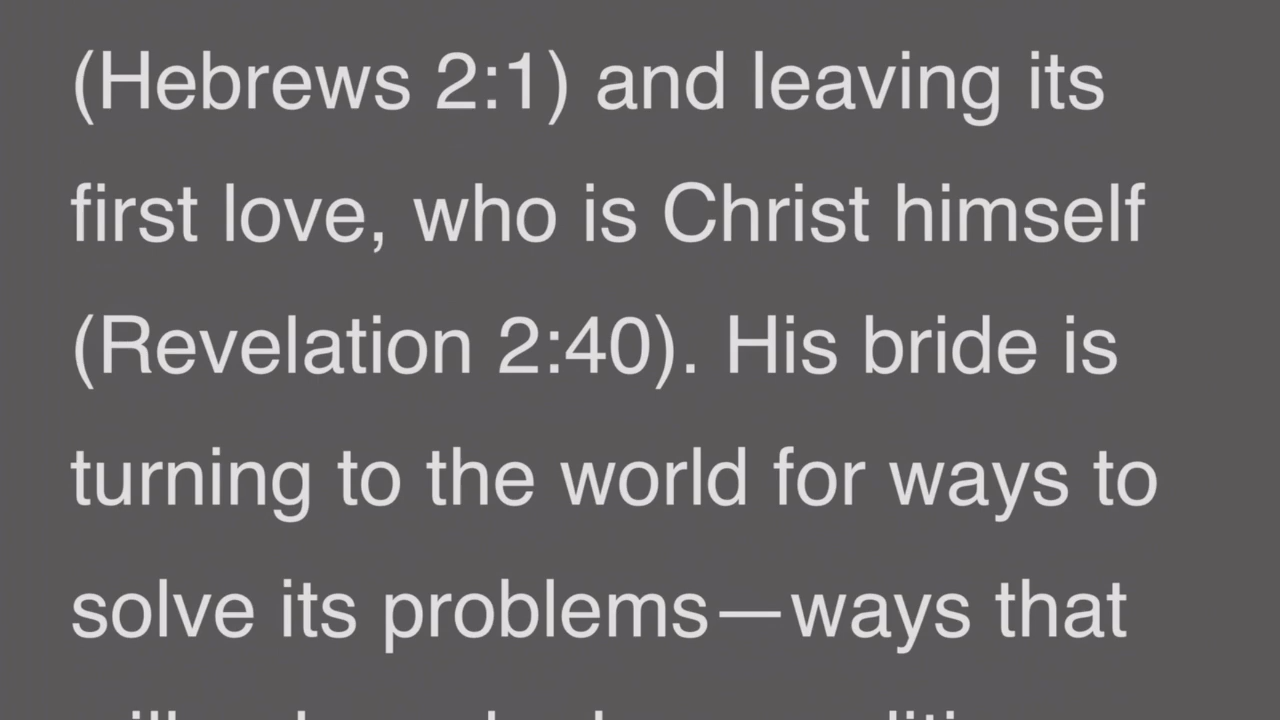 (Hebrews 2:1) and leaving its
first love, who is Christ himself
(Revelation 2:40). His bride is
turning to the world for ways to
solve its problems—ways that